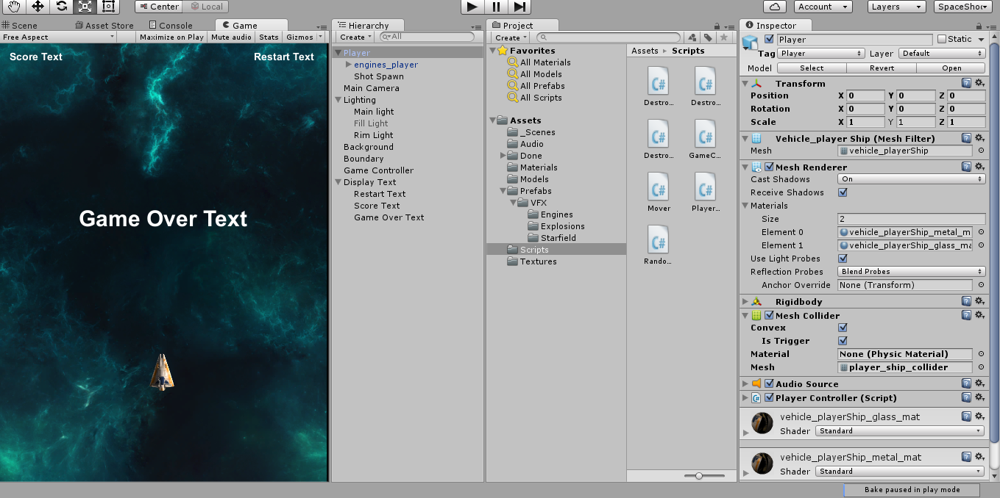 Center
Local
Account
Layers
SpaceShoo
Scene
Asset Store
Console
Game
Free Aspect
Maximize on Play
Mute audio
Stats
Gizmos
Score Text
Restart Text
Game Over Text
Hierarchy
Create
All
Player
engines_player
Shot Spawn
Main Camera
Lighting
Main light
Fill Light
Rim Light
Background
Boundary
Game Controller
Display Text
Restart Text
Score Text
Game Over Text
Project
Create
Favorites
All Materials
All Models
All Prefabs
All Scripts
Assets
_Scenes
Audio
Done
Materials
Models
Prefabs
VFX
Engines
Explosions
Starfield
Scripts
Textures
Assets ▸ Scripts
C#
C#
Destro...
Destro...
C#
C#
Destro...
GameC...
C#
C#
Mover
Player...
C#
Rando...
Inspector
Player
Static
Tag Player
Layer Default
Model Select Revert Open
Transform
Position X 0 Y 0 Z 0
Rotation X 0 Y 0 Z 0
Scale X 1 Y 1 Z 1
Vehicle_player Ship (Mesh Filter)
Mesh vehicle_playerShip
Mesh Renderer
Cast Shadows On
Receive Shadows
Materials
Size 2
Element 0 vehicle_playerShip_metal_m
Element 1 vehicle_playerShip_glass_ma
Use Light Probes
Reflection Probes Blend Probes
Anchor Override None (Transform)
Rigidbody
Mesh Collider
Convex
Is Trigger
Material None (Physic Material)
Mesh player_ship_collider
Audio Source
Player Controller (Script)
vehicle_playerShip_glass_mat
Shader Standard
vehicle_playerShip_metal_mat
Shader Standard
Bake paused in play mode